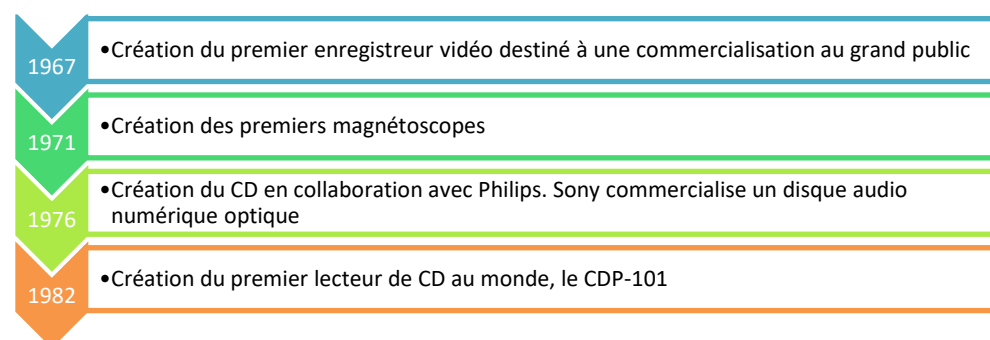 1967
•Création du premier enregistreur vidéo destiné à une commercialisation au grand public
1971
•Création des premiers magnétoscopes
1976
•Création du CD en collaboration avec Philips. Sony commercialise un disque audio
numérique optique
1982
•Création du premier lecteur de CD au monde, le CDP-101